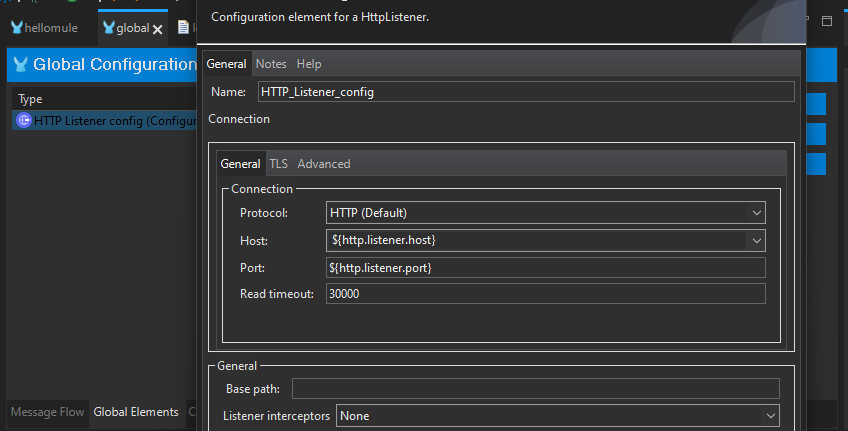 Configuration element for a HttpListener.
hellomule
global
Global Configuration
General Notes Help
Name: HTTP_Listener_config
Type
HTTP Listener config (Configur
Connection
General TLS Advanced
Connection
Protocol: HTTP (Default)
Host: ${http.listener.host}
Port: ${http.listener.port}
Read timeout: 30000
General
Base path:
Listener interceptors None
Message Flow Global Elements C